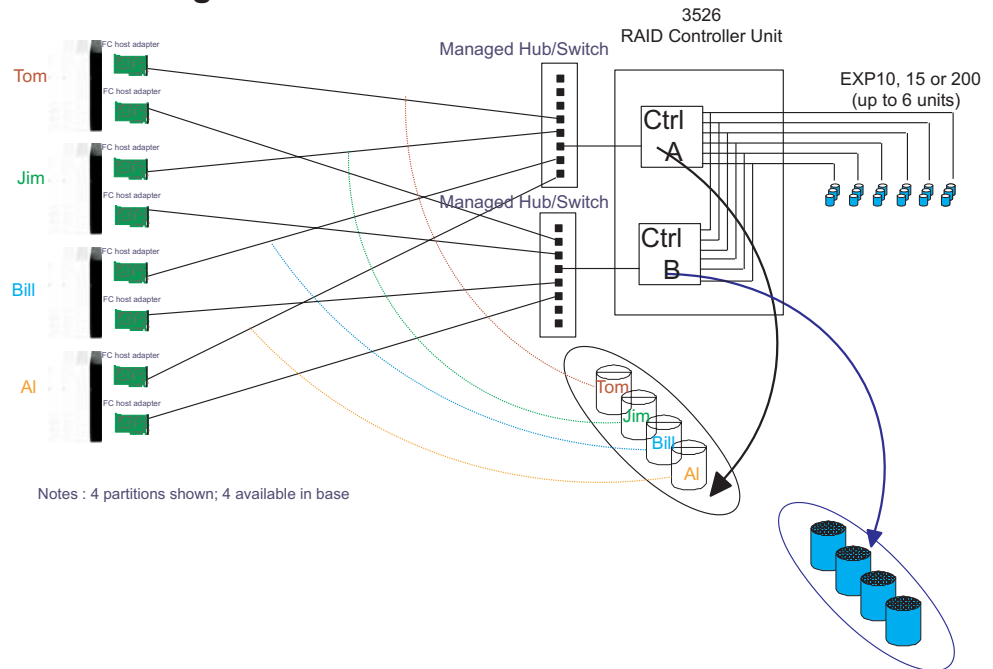 3526
RAID Controller Unit
Managed Hub/Switch
EXP10, 15 or 200
(up to 6 units)
FC host adapter
Tom
FC host adapter
Ctrl
A
FC host adapter
Jim
FC host adapter
Managed Hub/Switch
Ctrl
B
FC host adapter
Bill
FC host adapter
FC host adapter
Al
FC host adapter
Tom
Jim
Bill
Al
Notes : 4 partitions shown; 4 available in base